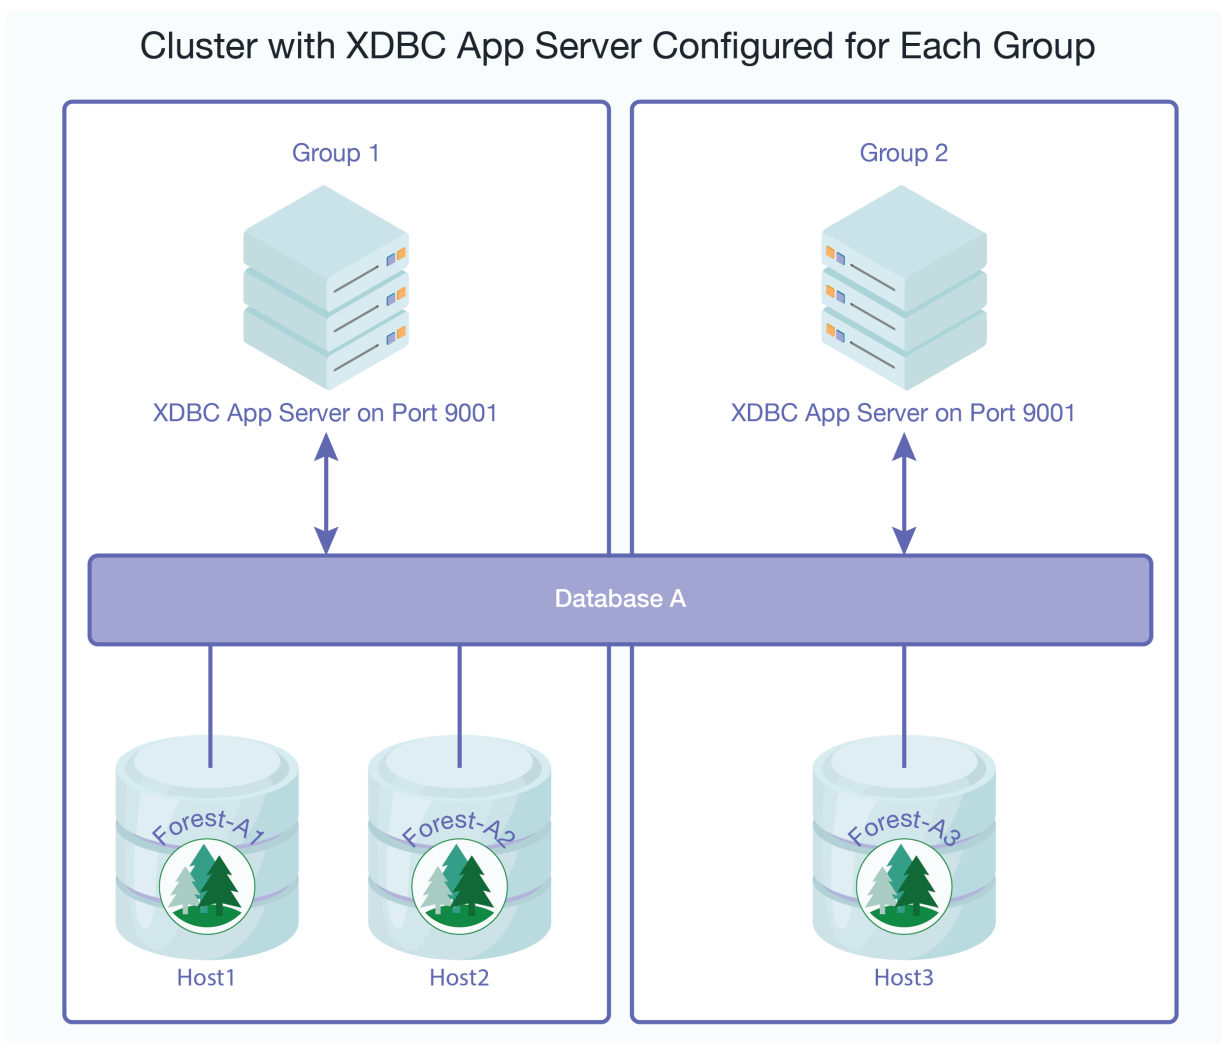 Cluster with XDBC App Server Configured for Each Group
Group 1
Group 2
XDBC App Server on Port 9001
XDBC App Server on Port 9001
Database A
Forest-A1
Forest-A2
Forest-A3
Host1
Host2
Host3